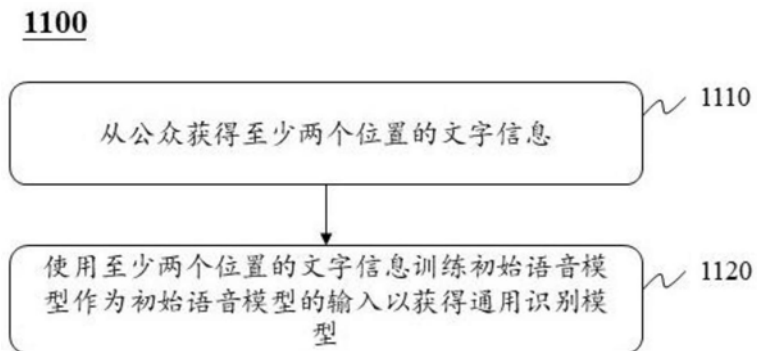 1100
从公众获得至少两个位置的文字信息
1110
使用至少两个位置的文字信息训练初始语音模
型作为初始语音模型的输入以获得通用识别模
型
1120